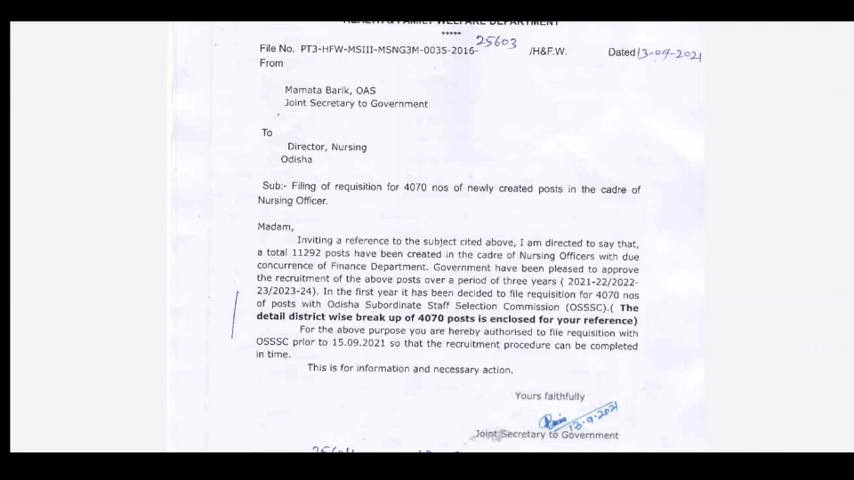 HEALTH & FAMILY WELFARE DEPARTMENT
*****
File No. PT3-HFW-MSIII-MSNG3M-0035-2016- 25603 /H&F.W. Dated 13-09-2021
From
Mamata Barik, OAS
Joint Secretary to Government
To
Director, Nursing
Odisha
Sub:- Filing of requisition for 4070 nos of newly created posts in the cadre of
Nursing Officer.
Madam,
Inviting a reference to the subject cited above, I am directed to say that,
a total 11292 posts have been created in the cadre of Nursing Officers with due
concurrence of Finance Department. Government have been pleased to approve
the recruitment of the above posts over a period of three years ( 2021-22/2022-
23/2023-24). In the first year it has been decided to file requisition for 4070 nos
of posts with Odisha Subordinate Staff Selection Commission (OSSSC).( The
detail district wise break up of 4070 posts is enclosed for your reference)
For the above purpose you are hereby authorised to file requisition with
OSSSC prior to 15.09.2021 so that the recruitment procedure can be completed
in time.
This is for information and necessary action.
Yours faithfully
13.9.2021
Joint Secretary to Government